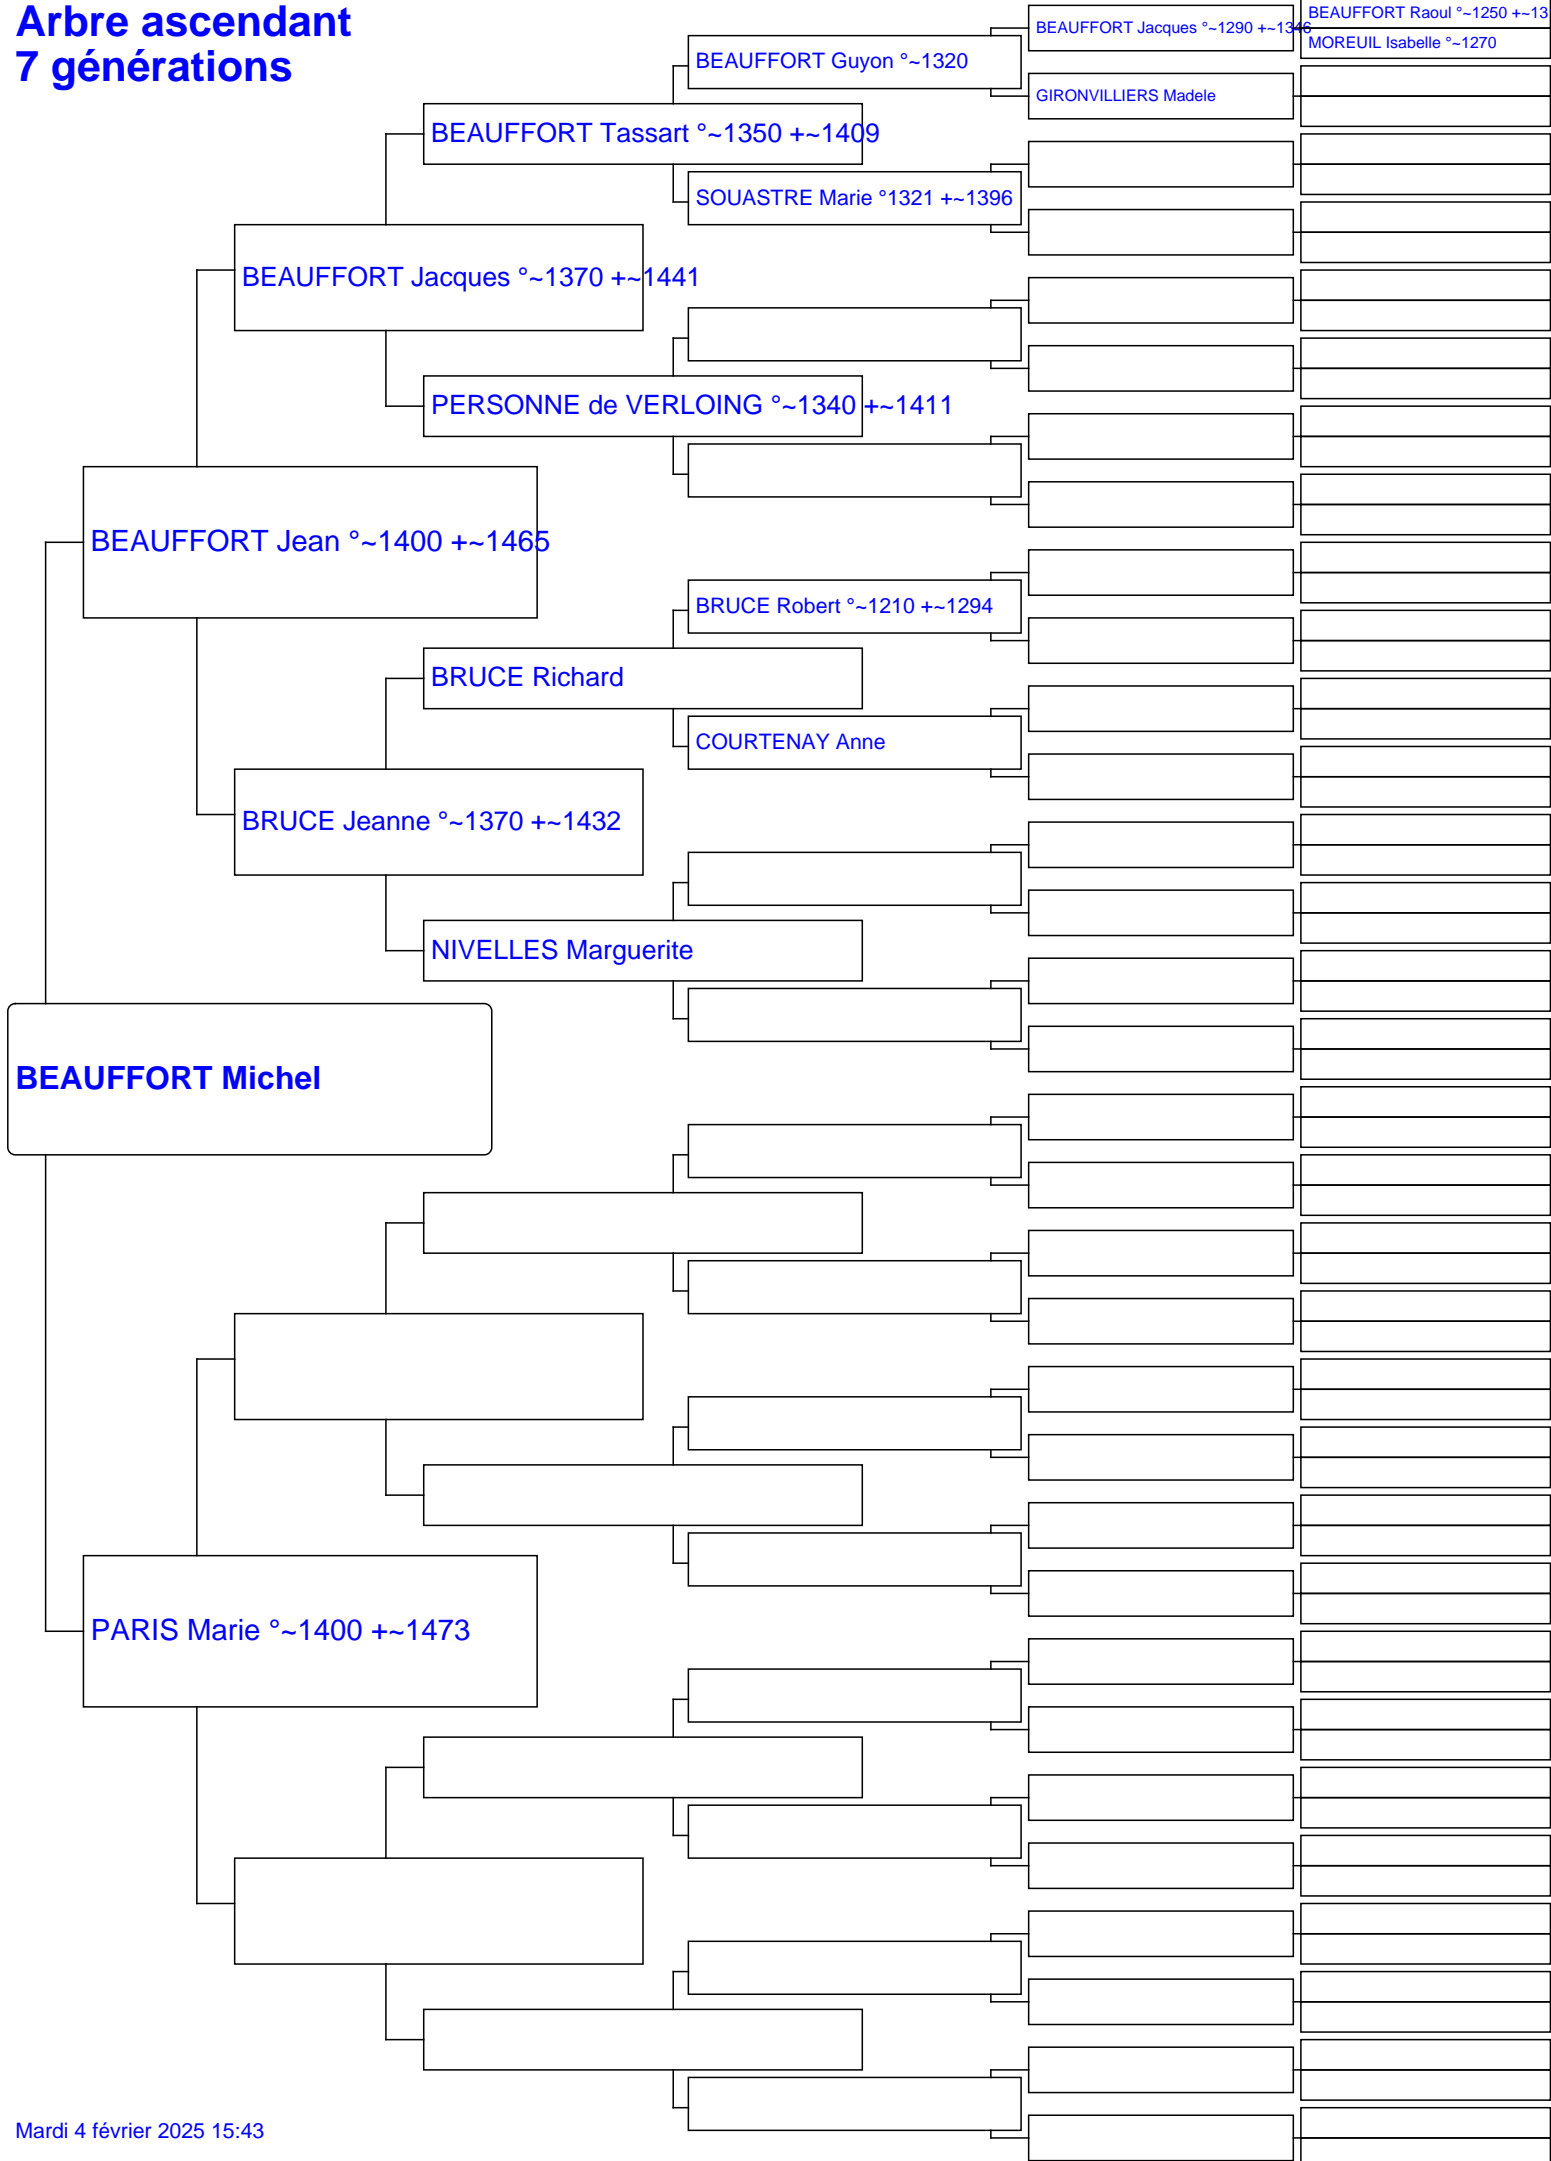 Arbre ascendant
7 générations
BEAUFFORT Raoul °~1250 +~13
BEAUFFORT Jacques °~1290 +~1346
MOREUIL Isabelle °~1270
BEAUFFORT Guyon °~1320
GIRONVILLIERS Madele
BEAUFFORT Tassart °~1350 +~1409
SOUASTRE Marie °1321 +~1396
BEAUFFORT Jacques °~1370 +~1441
PERSONNE de VERLOING °~1340 +~1411
BEAUFFORT Jean °~1400 +~1465
BRUCE Robert °~1210 +~1294
BRUCE Richard
COURTENAY Anne
BRUCE Jeanne °~1370 +~1432
NIVELLES Marguerite
BEAUFFORT Michel
PARIS Marie °~1400 +~1473
Mardi 4 février 2025 15:43